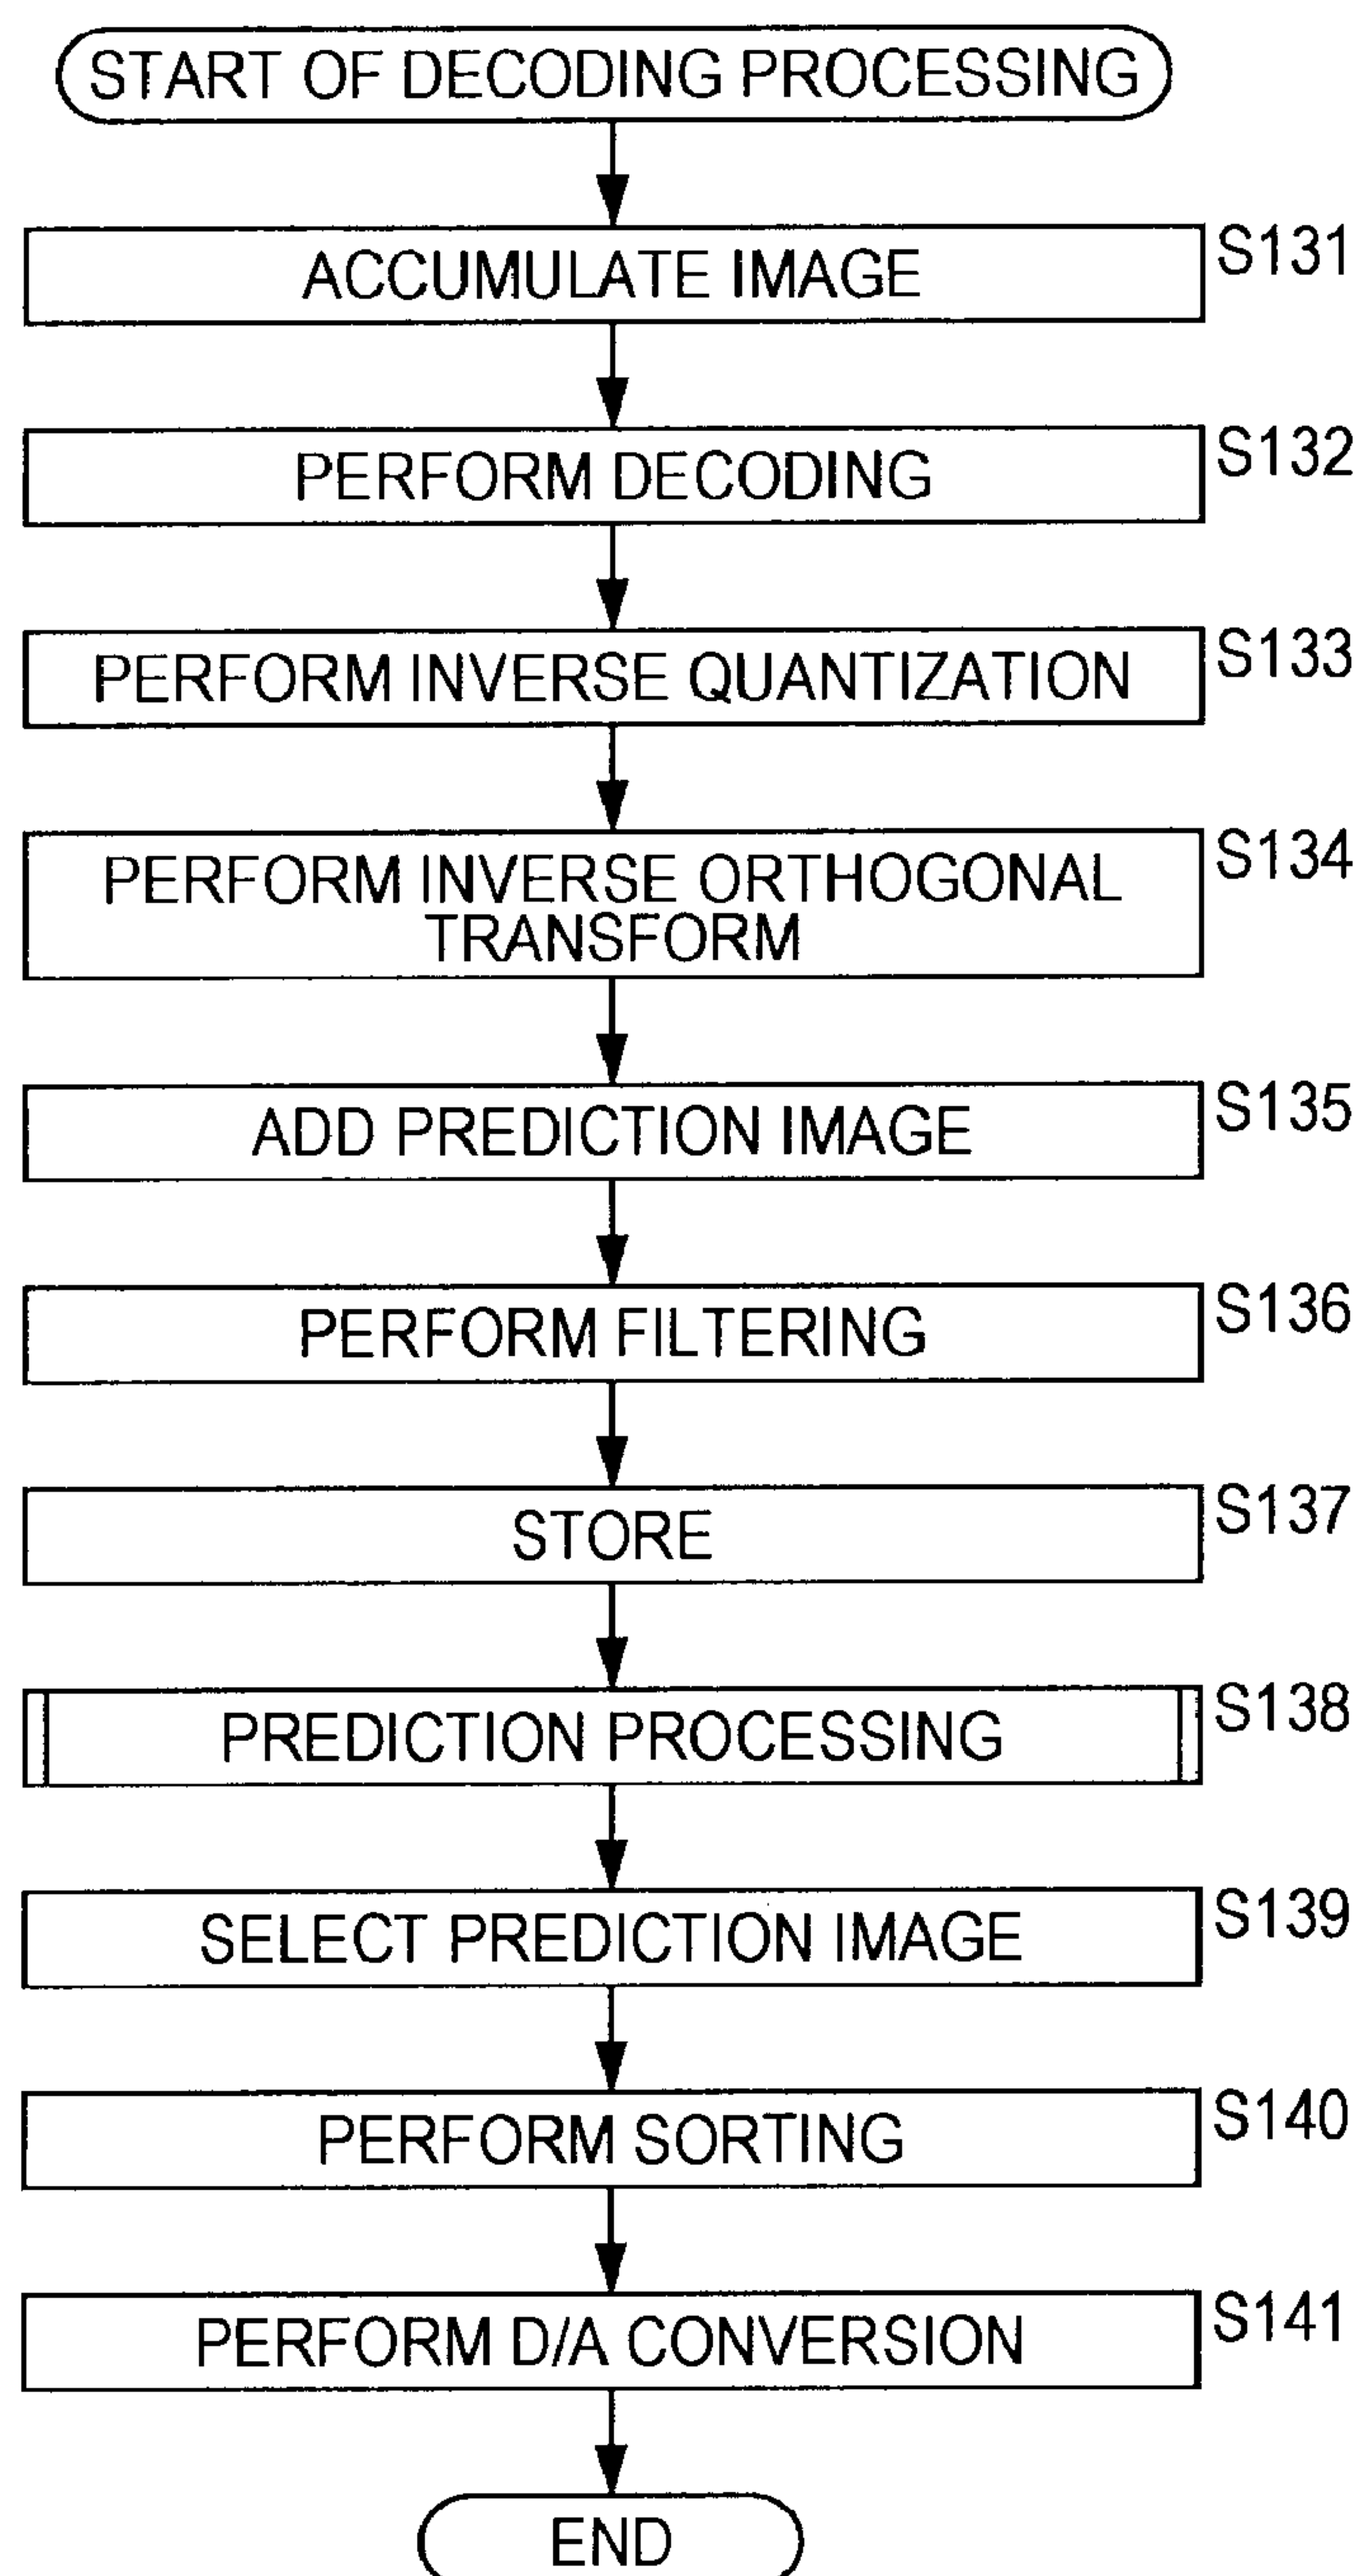 START OF DECODING PROCESSING
ACCUMULATE IMAGE
S131
PERFORM DECODING
S132
PERFORM INVERSE QUANTIZATION
S133
PERFORM INVERSE ORTHOGONAL
TRANSFORM
S134
ADD PREDICTION IMAGE
S135
PERFORM FILTERING
S136
STORE
S137
PREDICTION PROCESSING
S138
SELECT PREDICTION IMAGE
S139
PERFORM SORTING
S140
PERFORM D/A CONVERSION
S141
END